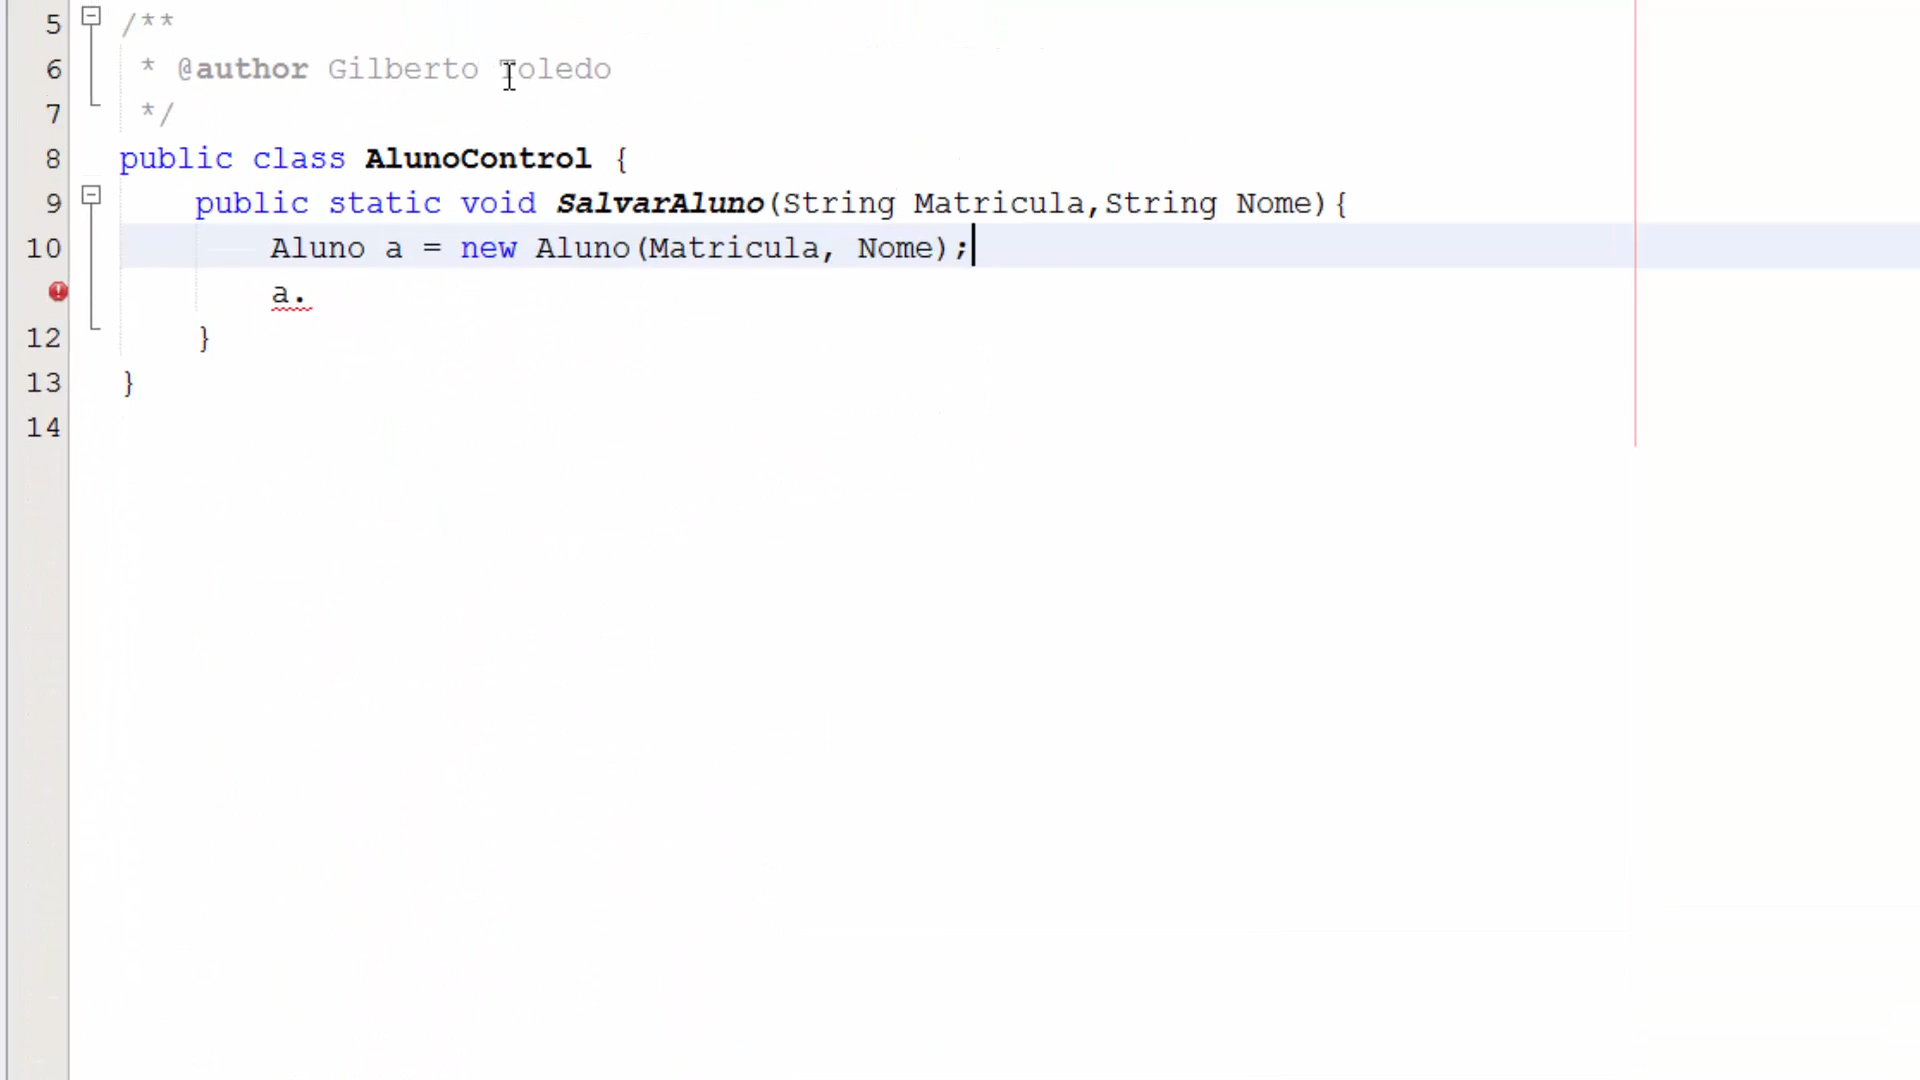 5 /**
6 * @author Gilberto Toledo
7 */
8 public class AlunoControl {
9 public static void SalvarAluno(String Matricula,String Nome){
10 Aluno a = new Aluno(Matricula, Nome);
a.
12 }
13 }
14